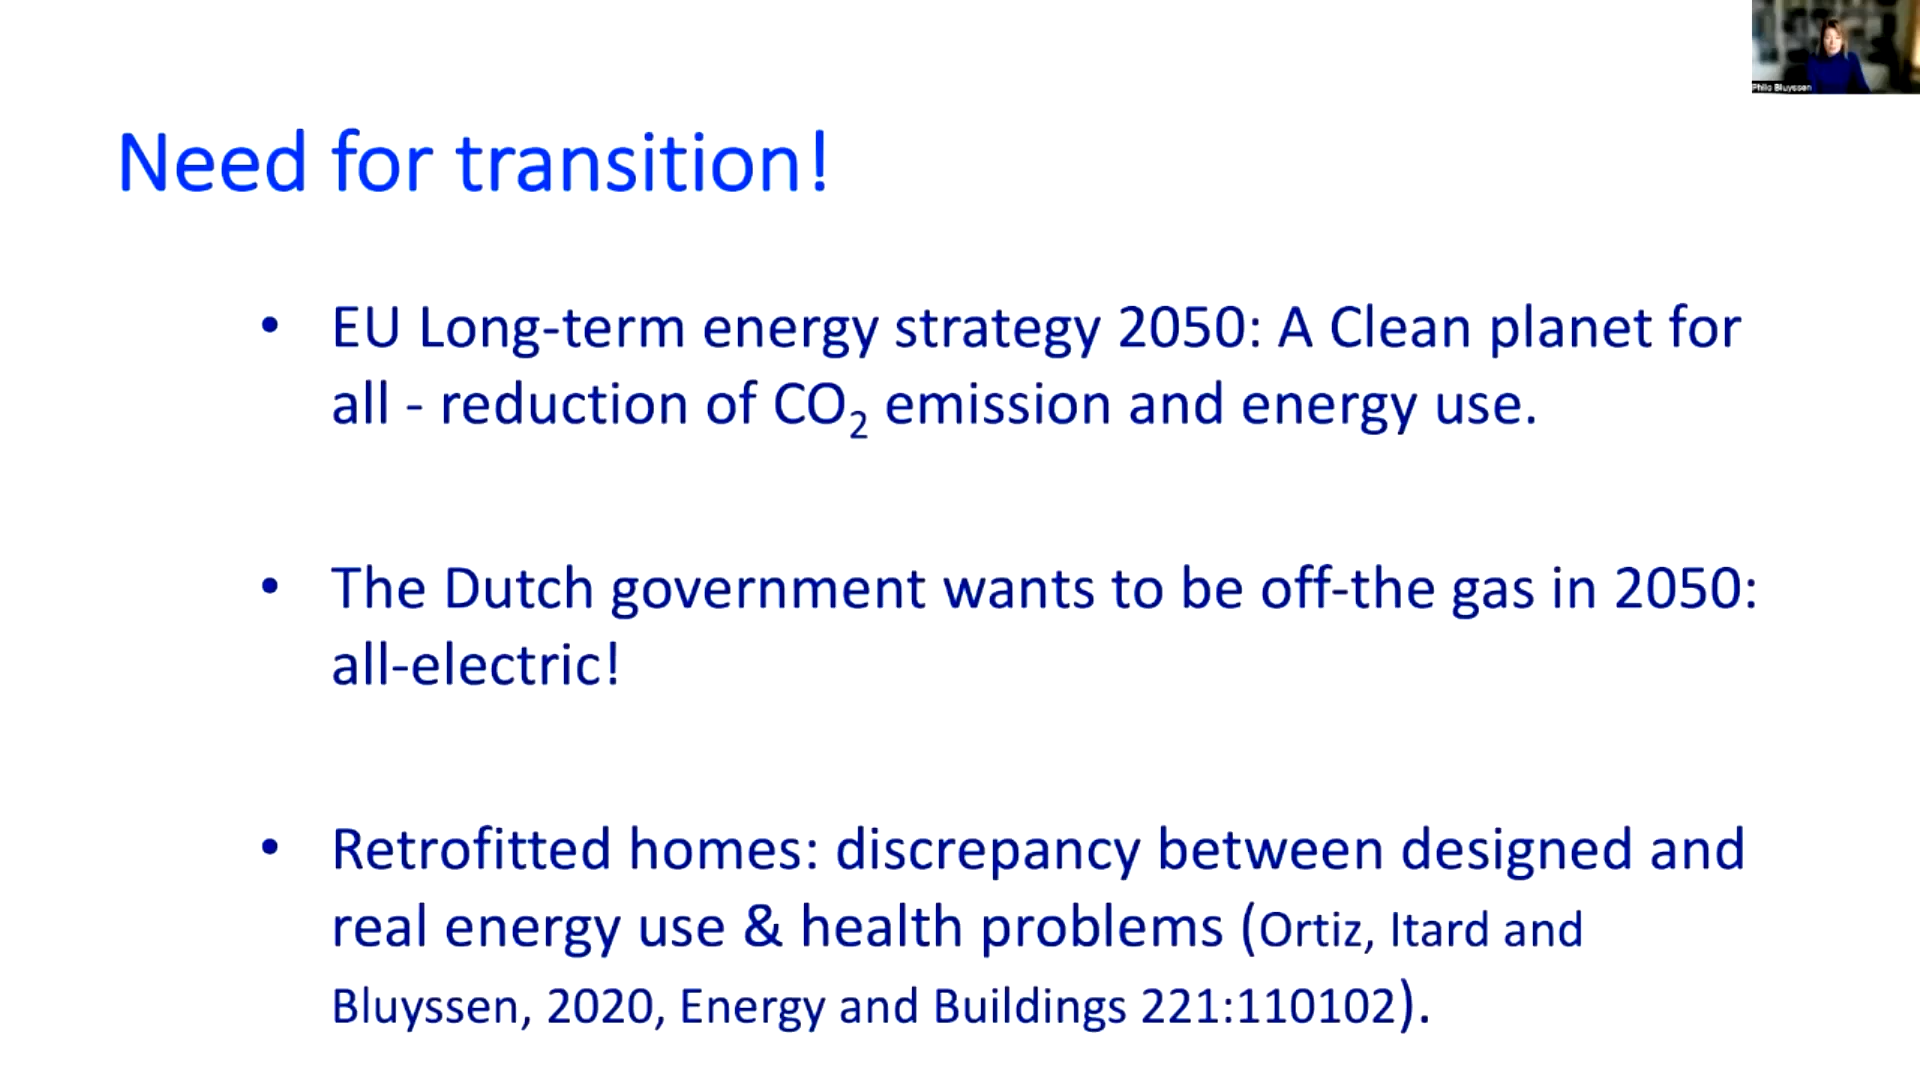 Philo Bluyssen
Need for transition!
• EU Long-term energy strategy 2050: A Clean planet for
all - reduction of CO₂ emission and energy use.
• The Dutch government wants to be off-the gas in 2050:
all-electric!
• Retrofitted homes: discrepancy between designed and
real energy use & health problems (Ortiz, Itard and
Bluyssen, 2020, Energy and Buildings 221:110102).